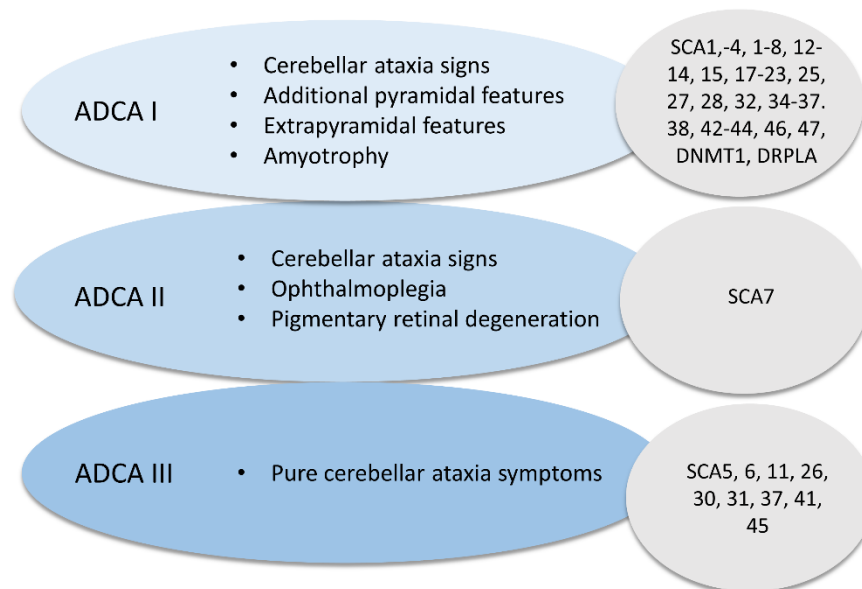 ADCA I
• Cerebellar ataxia signs
• Additional pyramidal features
• Extrapyramidal features
• Amyotrophy
SCA1,-4, 1-8, 12-
14, 15, 17-23, 25,
27, 28, 32, 34-37.
38, 42-44, 46, 47,
DNMT1, DRPLA
ADCA II
• Cerebellar ataxia signs
• Ophthalmoplegia
• Pigmentary retinal degeneration
SCA7
ADCA III
• Pure cerebellar ataxia symptoms
SCA5, 6, 11, 26,
30, 31, 37, 41,
45